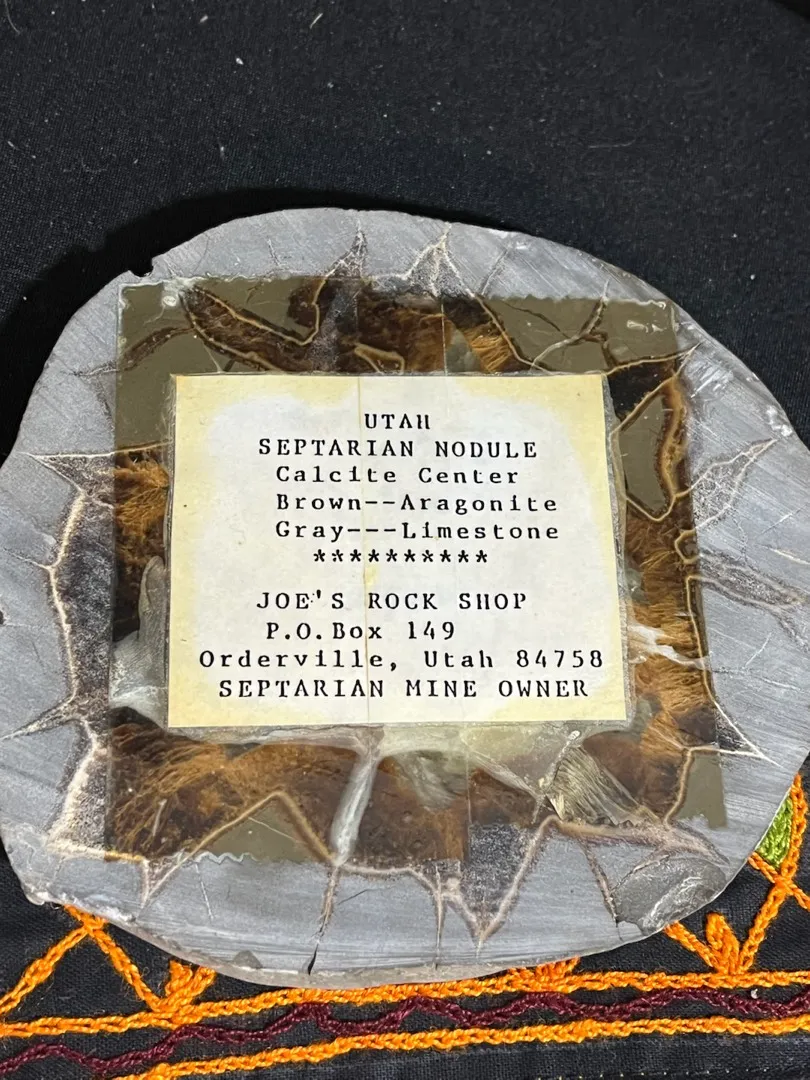 UTAH
SEPTARIAN NODULE
Calcite Center
Brown--Aragonite
Gray---Limestone
**********
JOE'S ROCK SHOP
P.O.Box 149
Orderville, Utah 84758
SEPTARIAN MINE OWNER